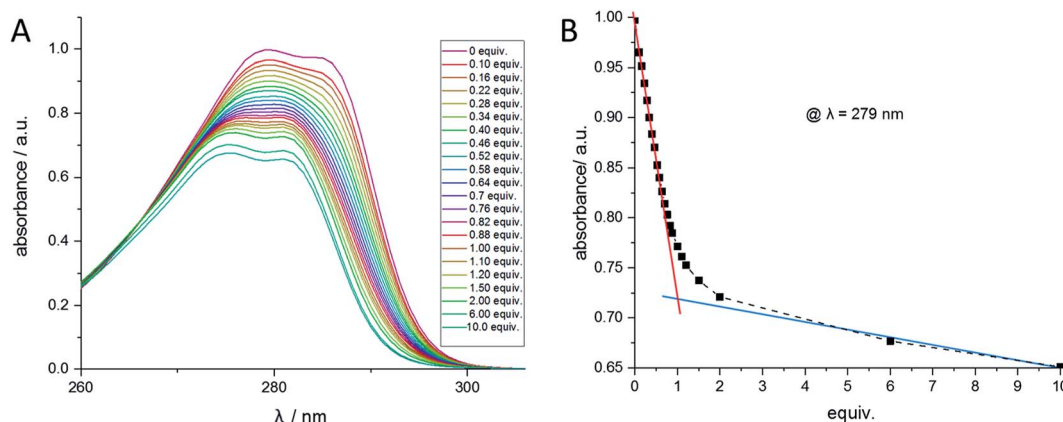 A
absorbance / a.u.
1.0
0.8
0.6
0.4
0.2
0.0
260
280
300
λ / nm
0 equiv.
0.10 equiv.
0.16 equiv.
0.22 equiv.
0.28 equiv.
0.34 equiv.
0.40 equiv.
0.46 equiv.
0.52 equiv.
0.58 equiv.
0.64 equiv.
0.7 equiv.
0.76 equiv.
0.82 equiv.
0.88 equiv.
1.00 equiv.
1.10 equiv.
1.20 equiv.
1.50 equiv.
2.00 equiv.
6.00 equiv.
10.0 equiv.
B
absorbance/ a.u.
1.00
0.95
0.90
0.85
0.80
0.75
0.70
0.65
@ λ = 279 nm
0 1 2 3 4 5 6 7 8 9 10
equiv.